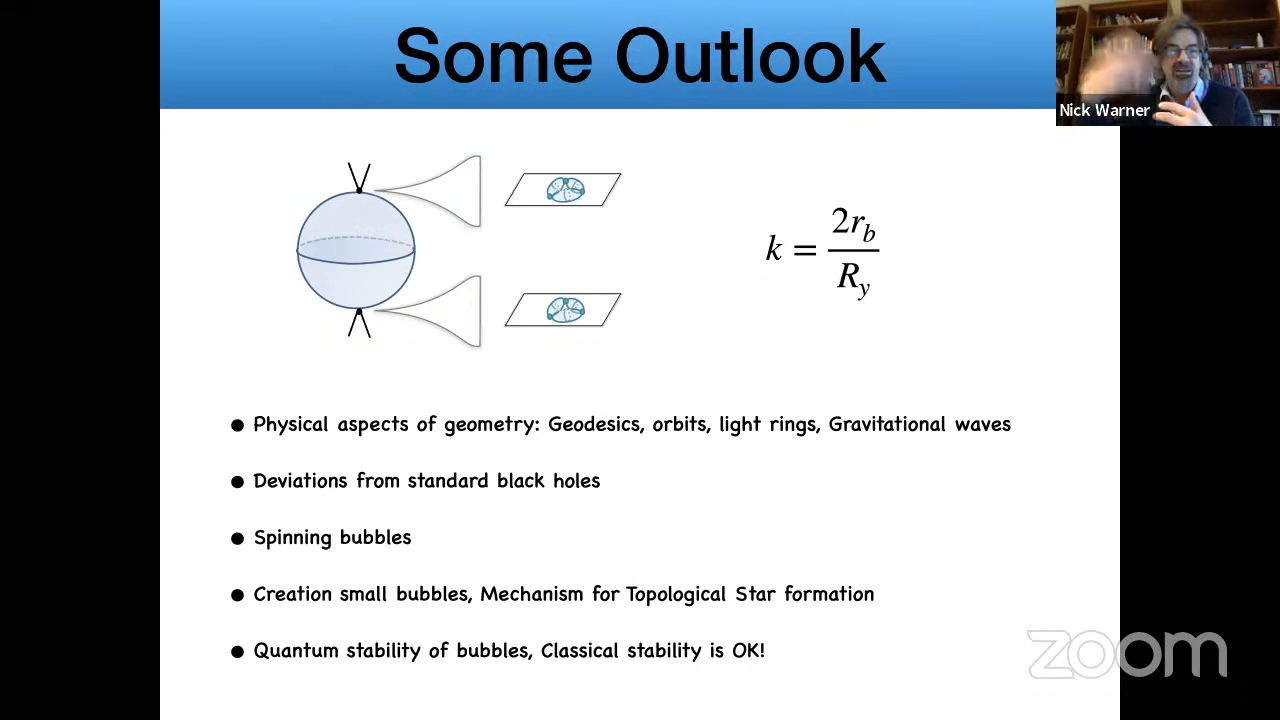 Some Outlook
Nick Warner
k = 2r_b / R_y
● Physical aspects of geometry: Geodesics, orbits, light rings, Gravitational waves
● Deviations from standard black holes
● Spinning bubbles
● Creation small bubbles, Mechanism for Topological Star formation
● Quantum stability of bubbles, Classical stability is OK!
zoom